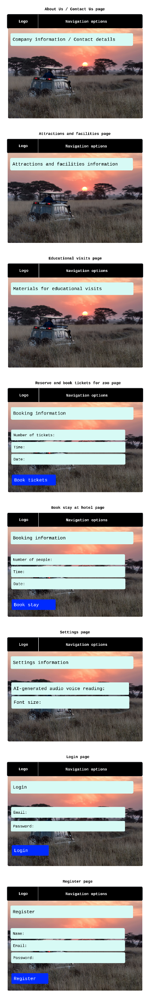 About Us / Contact Us page
Logo
Navigation options
Company information / Contact details
Attractions and facilities page
Logo
Navigation options
Attractions and facilities information
Educational visits page
Logo
Navigation options
Materials for educational visits
Reserve and book tickets for zoo page
Logo
Navigation options
Booking information
Number of tickets:
Time:
Date:
Book tickets
Book stay at hotel page
Logo
Navigation options
Booking information
Number of people:
Time:
Date:
Book stay
Settings page
Logo
Navigation options
Settings information
AI-generated audio voice reading:
Font size:
Login page
Logo
Navigation options
Login
Email:
Password:
Login
Register page
Logo
Navigation options
Register
Name:
Email:
Password:
Register